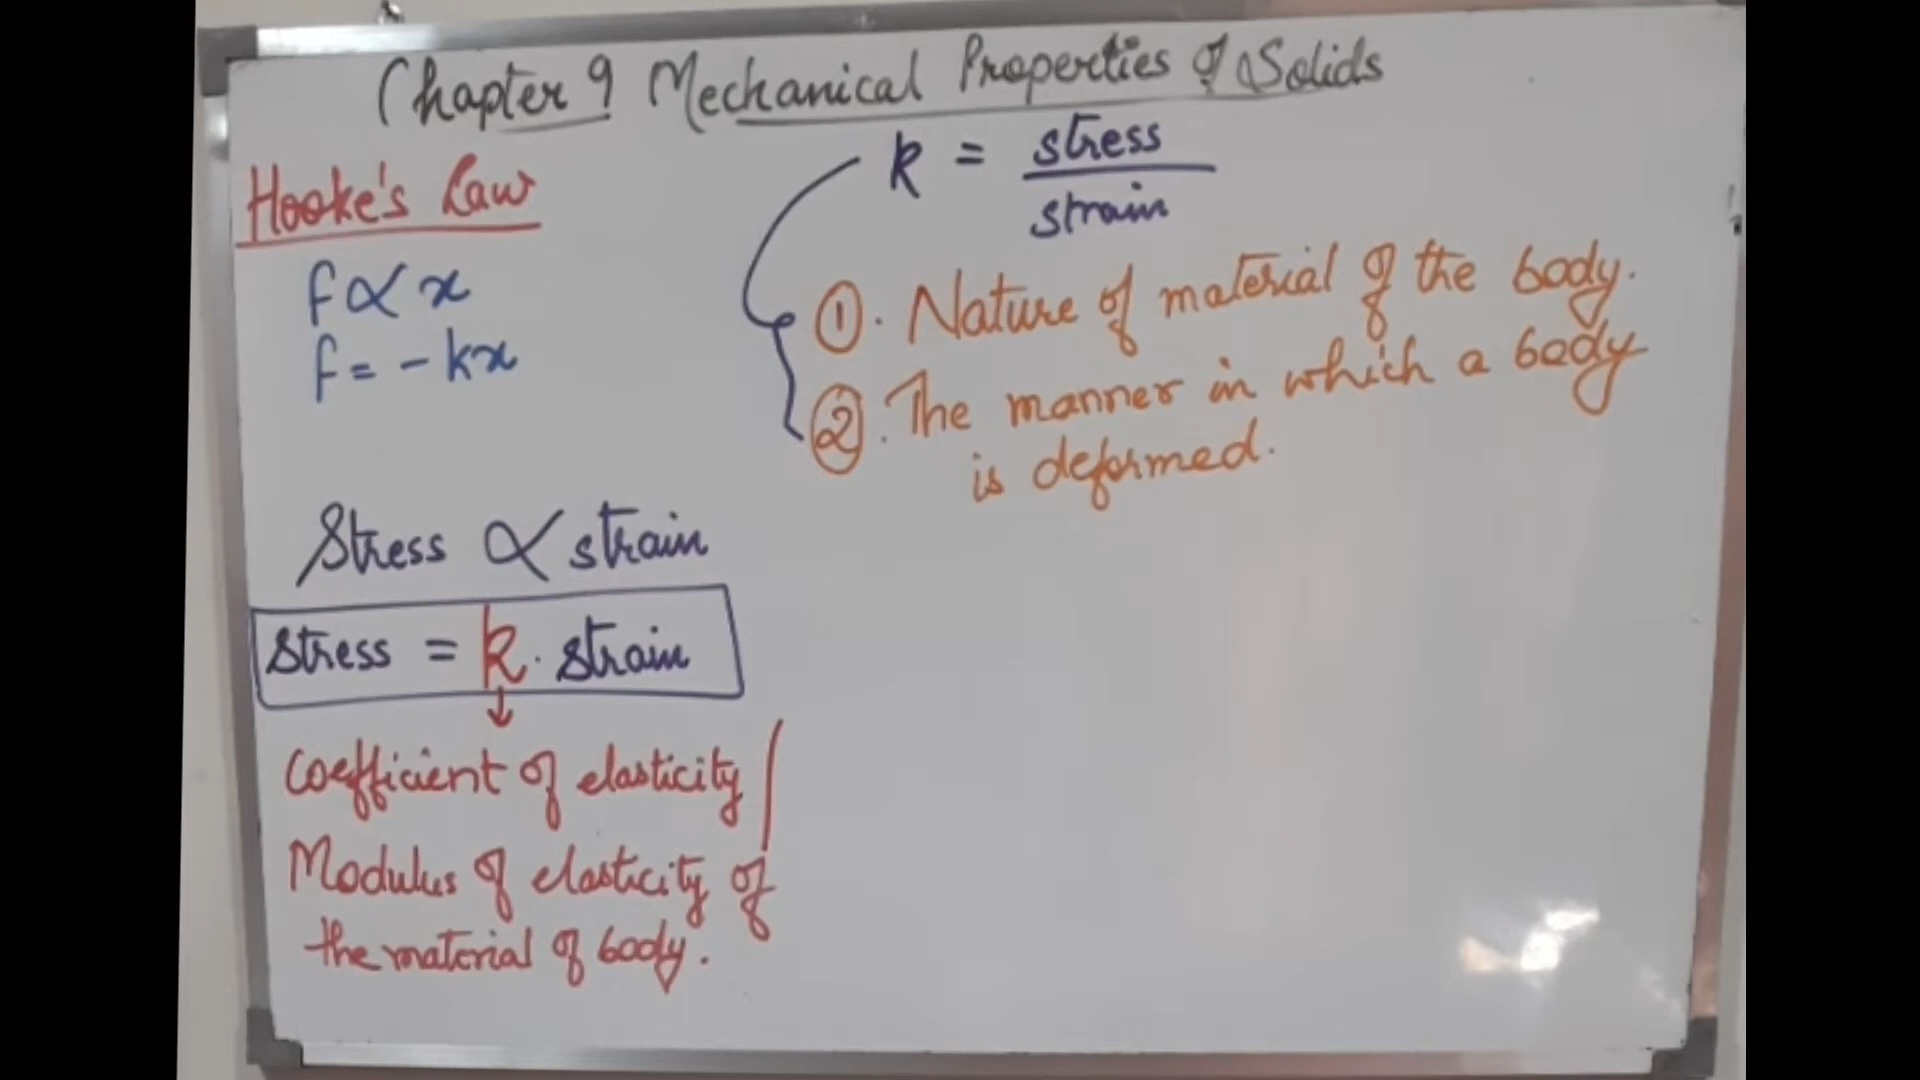 Chapter 9 Mechanical Properties of Solids
Hooke's Law
F ∝ x
F = - kx
Stress ∝ strain
Stress = k . strain
↓
Coefficient of elasticity /
Modulus of elasticity of
the material of body.
k = stress
strain
①. Nature of material of the body.
②. The manner in which a body
is deformed.